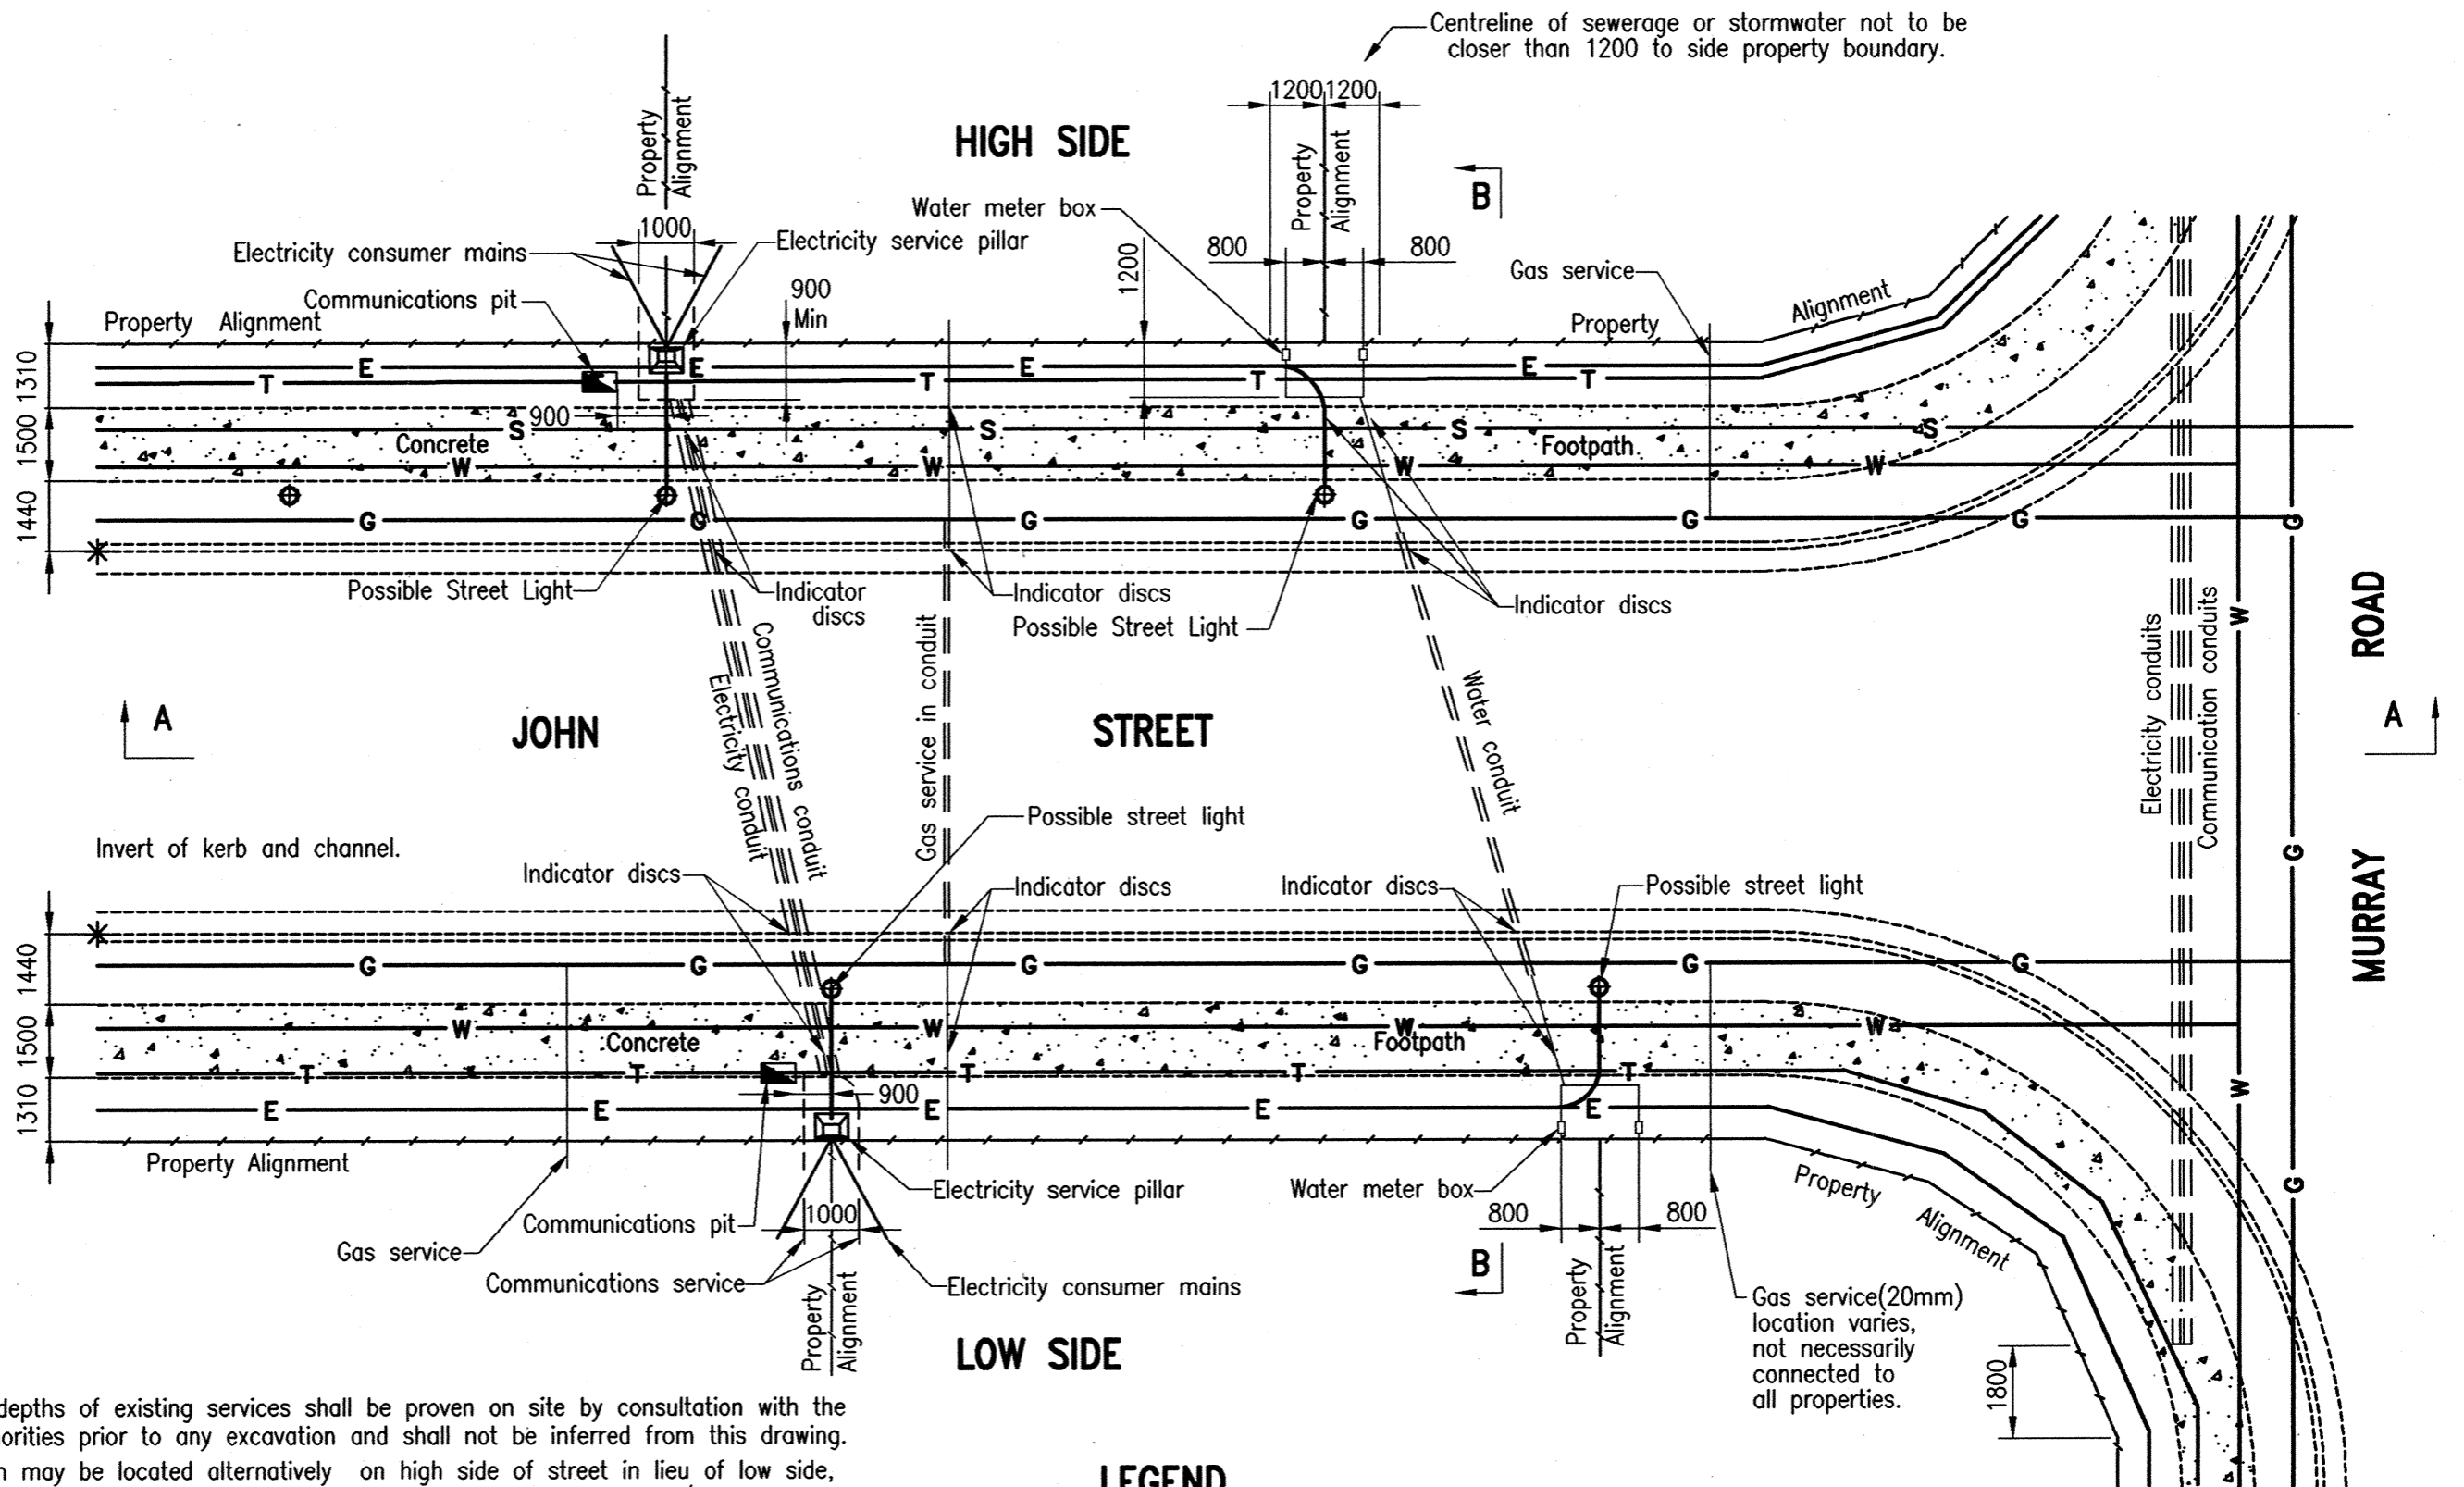 Centreline of sewerage or stormwater not to be
closer than 1200 to side property boundary.
1200 1200
Property
Alignment
HIGH SIDE
Property
Alignment
B
Water meter box
1000
Electricity service pillar
Electricity consumer mains
800
800
1200
Gas service
Communications pit
900
Min
Property Alignment
Property
Alignment
1310
E
E
E
E
T
T
T
T
900
1500
S
S
S
S
Concrete
Footpath
W
W
W
W
1440
G
G
G
G
G
G
G
Possible Street Light
Indicator
discs
Indicator discs
Possible Street Light
Indicator discs
Communications conduit
Electricity conduit
Gas service in conduit
Water conduit
Electricity conduits
Communication conduits
W
ROAD
A
JOHN
STREET
A
Possible street light
Invert of kerb and channel.
Indicator discs
Indicator discs
Indicator discs
Possible street light
G
MURRAY
1440
G
G
G
G
G
G
1500
W
W
W
W
Concrete
Footpath
T
T
T
T
T
W
900
1310
E
E
E
E
E
Property Alignment
Electricity service pillar
Water meter box
Property
Alignment
G
Communications pit
1000
800
800
Gas service
Communications service
Electricity consumer mains
B
Property
Alignment
Property
Alignment
Gas service(20mm)
location varies,
not necessarily
connected to
all properties.
LOW SIDE
1800
depths of existing services shall be proven on site by consultation with the
prior to any excavation and shall not be inferred from this drawing.
may be located alternatively on high side of street in lieu of low side,
LEGEND